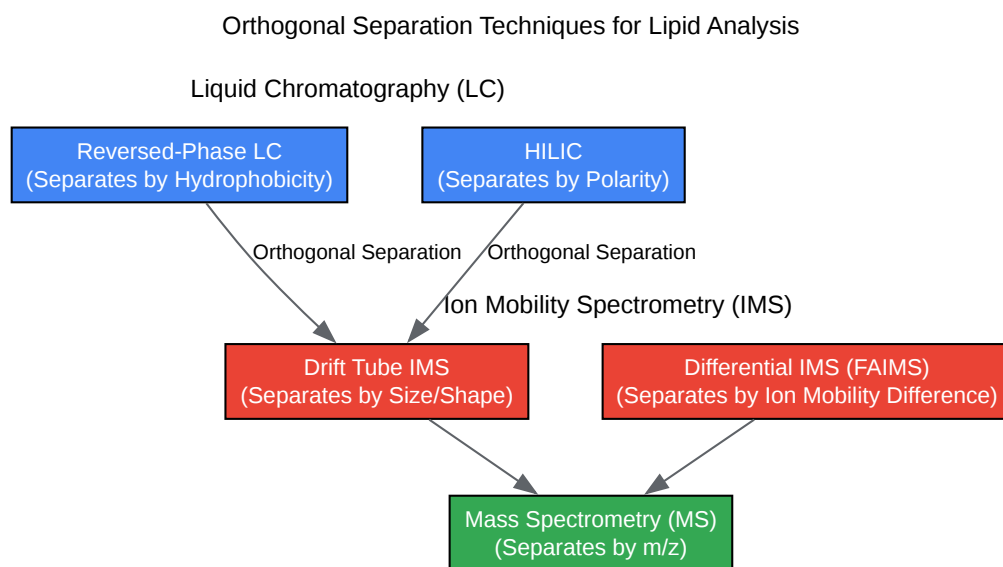 Orthogonal Separation Techniques for Lipid Analysis
Liquid Chromatography (LC)
Reversed-Phase LC
(Separates by Hydrophobicity)
HILIC
(Separates by Polarity)
Orthogonal Separation
Orthogonal Separation
Ion Mobility Spectrometry (IMS)
Drift Tube IMS
(Separates by Size/Shape)
Differential IMS (FAIMS)
(Separates by Ion Mobility Difference)
Mass Spectrometry (MS)
(Separates by m/z)